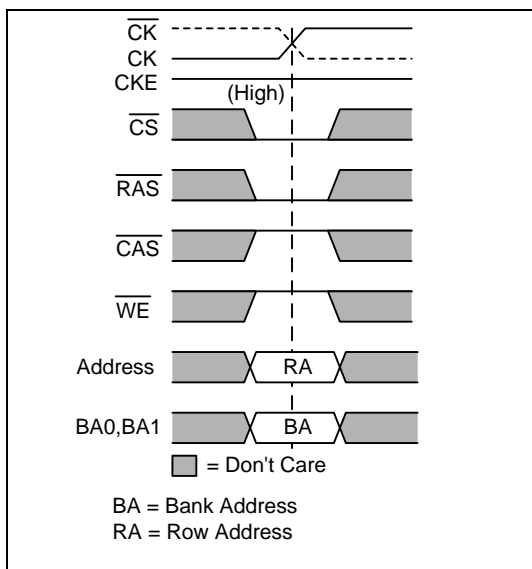 CK
CK
CKE
(High)
CS
RAS
CAS
WE
Address RA
BA0,BA1 BA
= Don't Care
BA = Bank Address
RA = Row Address